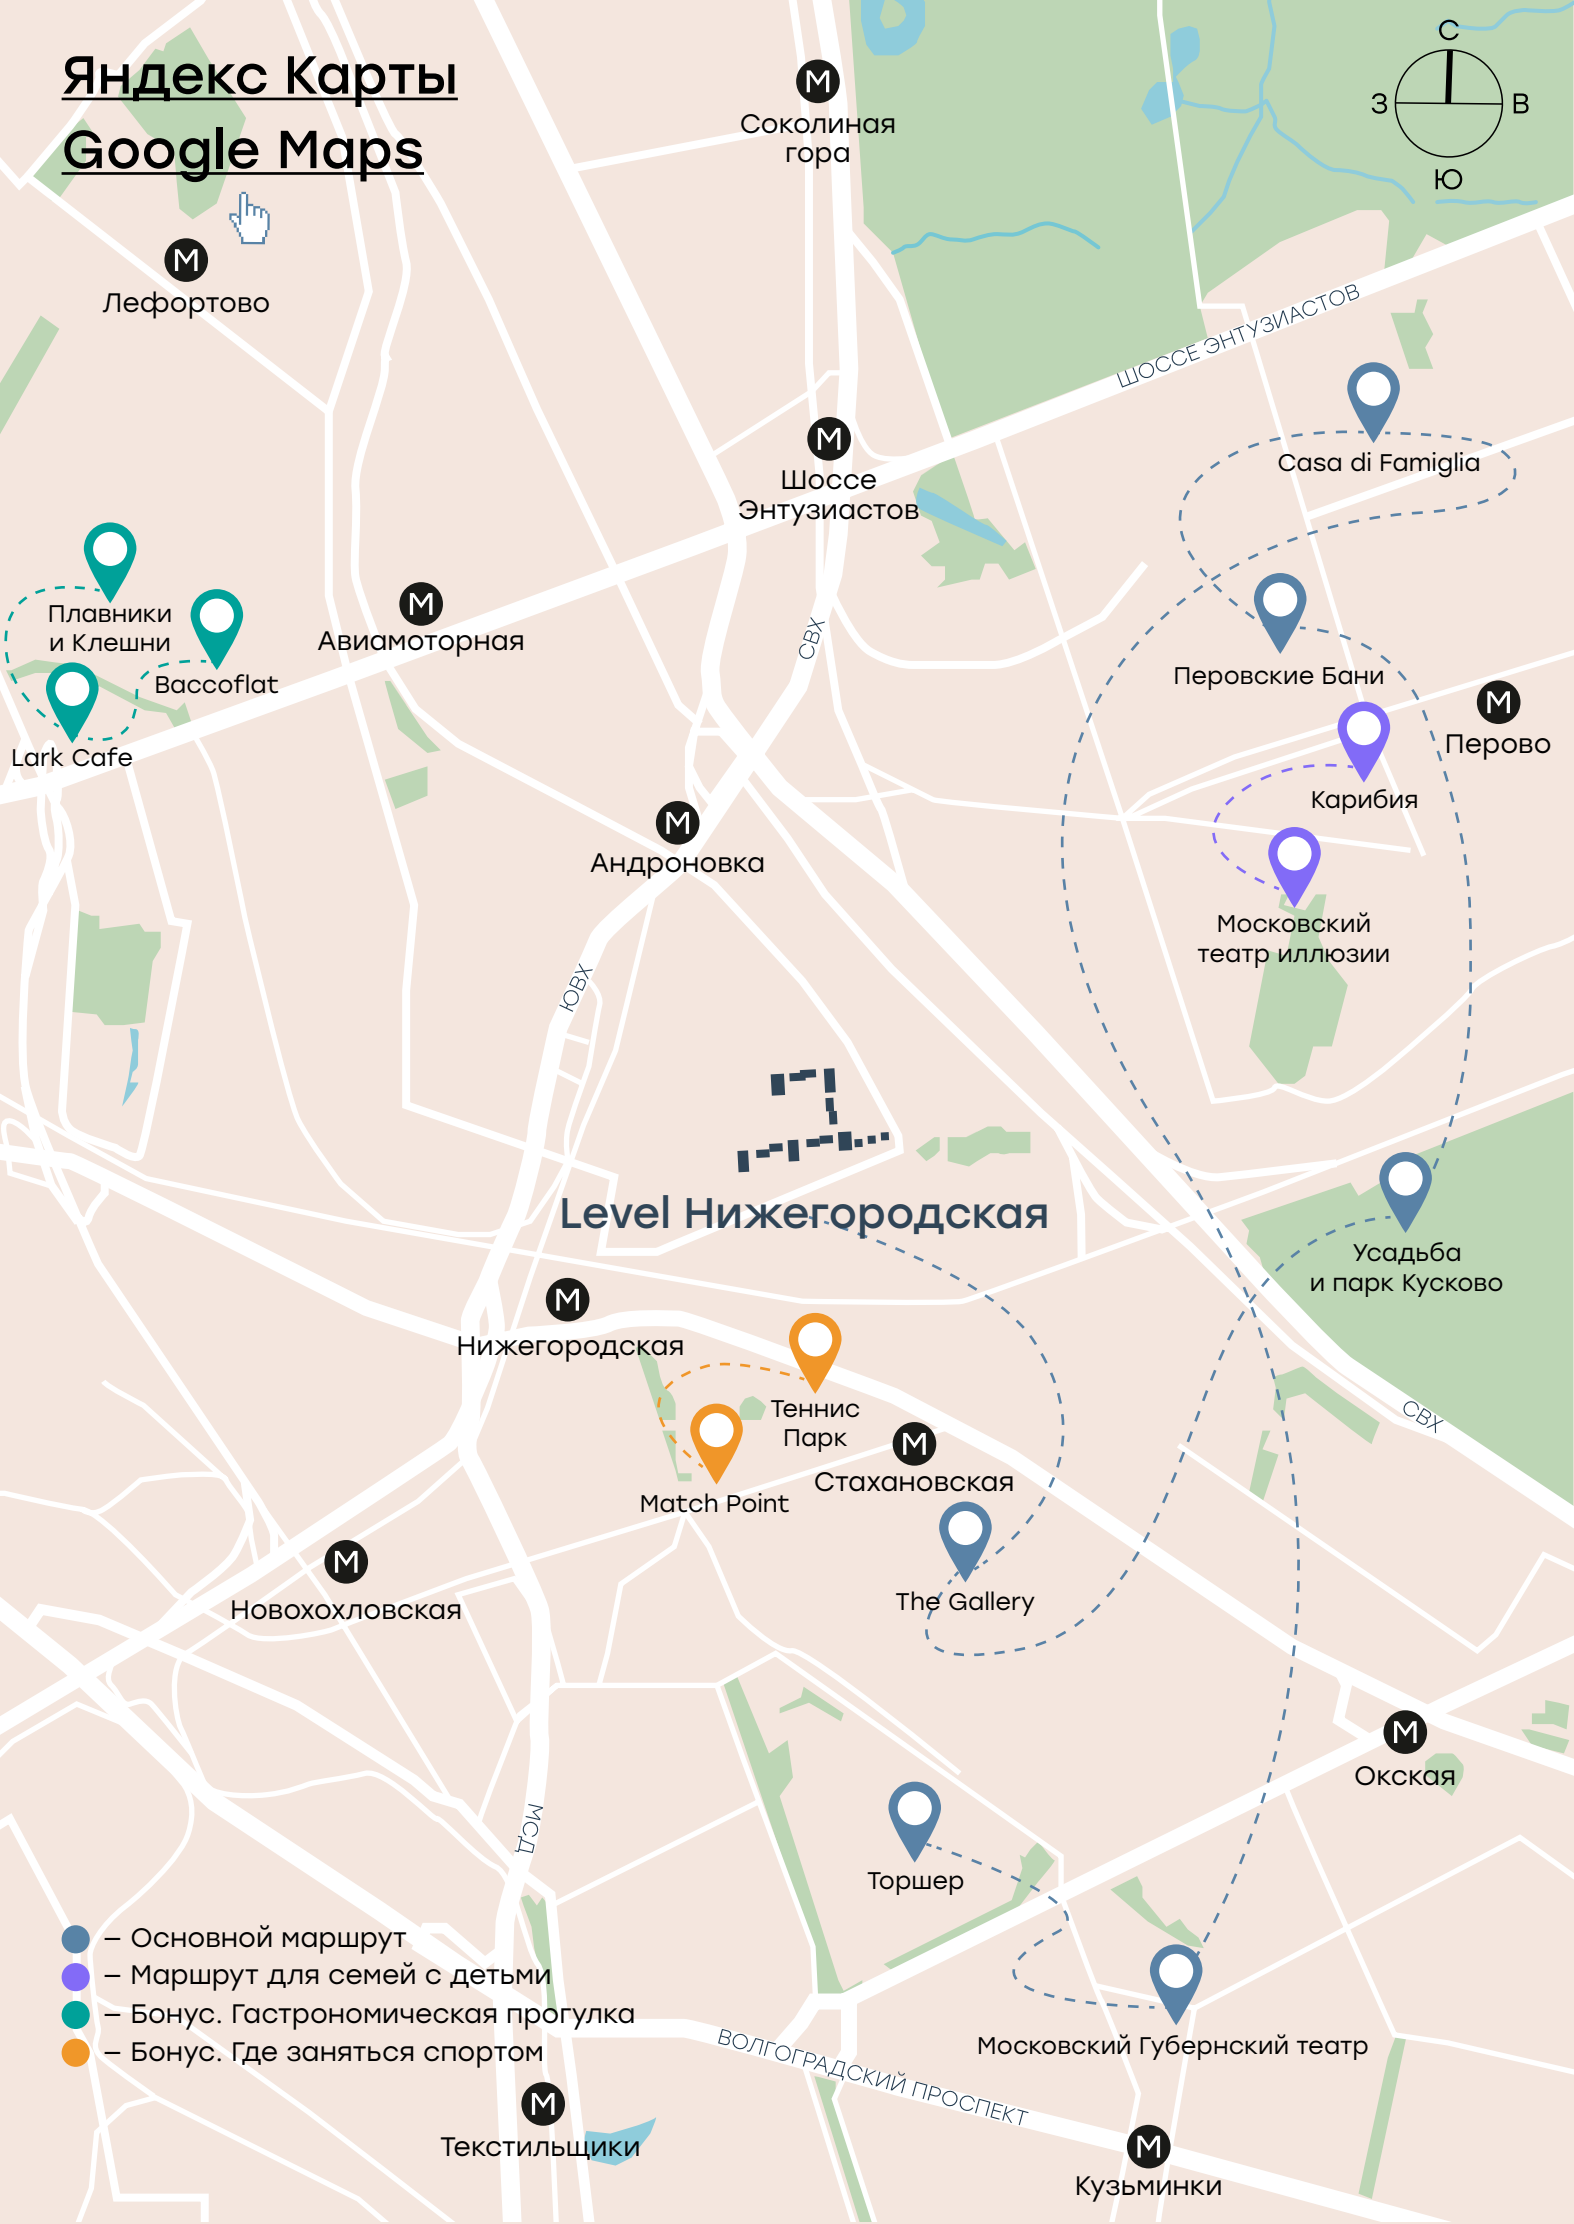 Яндекс Карты
Google Maps
С
З
В
Ю
М
Соколиная
гора
М
Лефортово
ШОССЕ ЭНТУЗИАСТОВ
Casa di Famiglia
М
Шоссе
Энтузиастов
Плавники
и Клешни
Baccoflat
Lark Cafe
М
Авиамоторная
СВХ
Перовские Бани
М
Перово
Карибия
М
Андроновка
Московский
театр иллюзии
ЮВХ
Level Нижегородская
Усадьба
и парк Кусково
М
Нижегородская
Теннис
Парк
СВХ
М
Стахановская
Match Point
The Gallery
М
Новохохловская
М
Окская
МСД
Торшер
– Основной маршрут
– Маршрут для семей с детьми
– Бонус. Гастрономическая прогулка
– Бонус. Где заняться спортом
Московский Губернский театр
ВОЛГОГРАДСКИЙ ПРОСПЕКТ
М
Текстильщики
М
Кузьминки